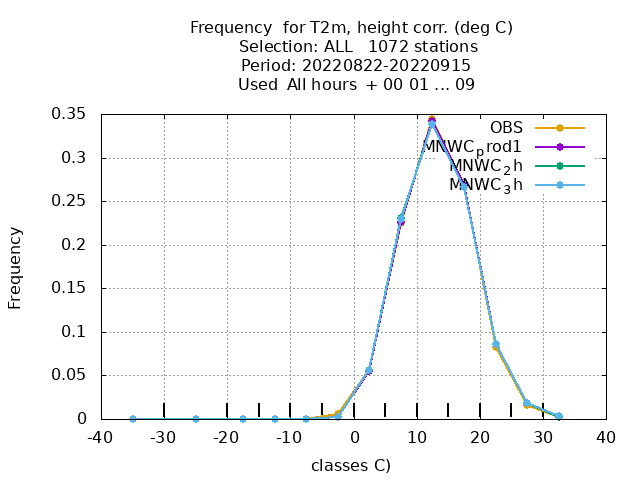 Frequency  for T2m, height corr. (deg C)
Selection: ALL   1072 stations
Period: 20220822-20220915
Used  All hours  + 00 01 ... 09
0.35
0.3
0.25
0.2
0.15
0.1
0.05
0
Frequency
OBS
MNWCprod1
MNWC2h
MNWC3h
-40 -30 -20 -10 0 10 20 30 40
classes C)